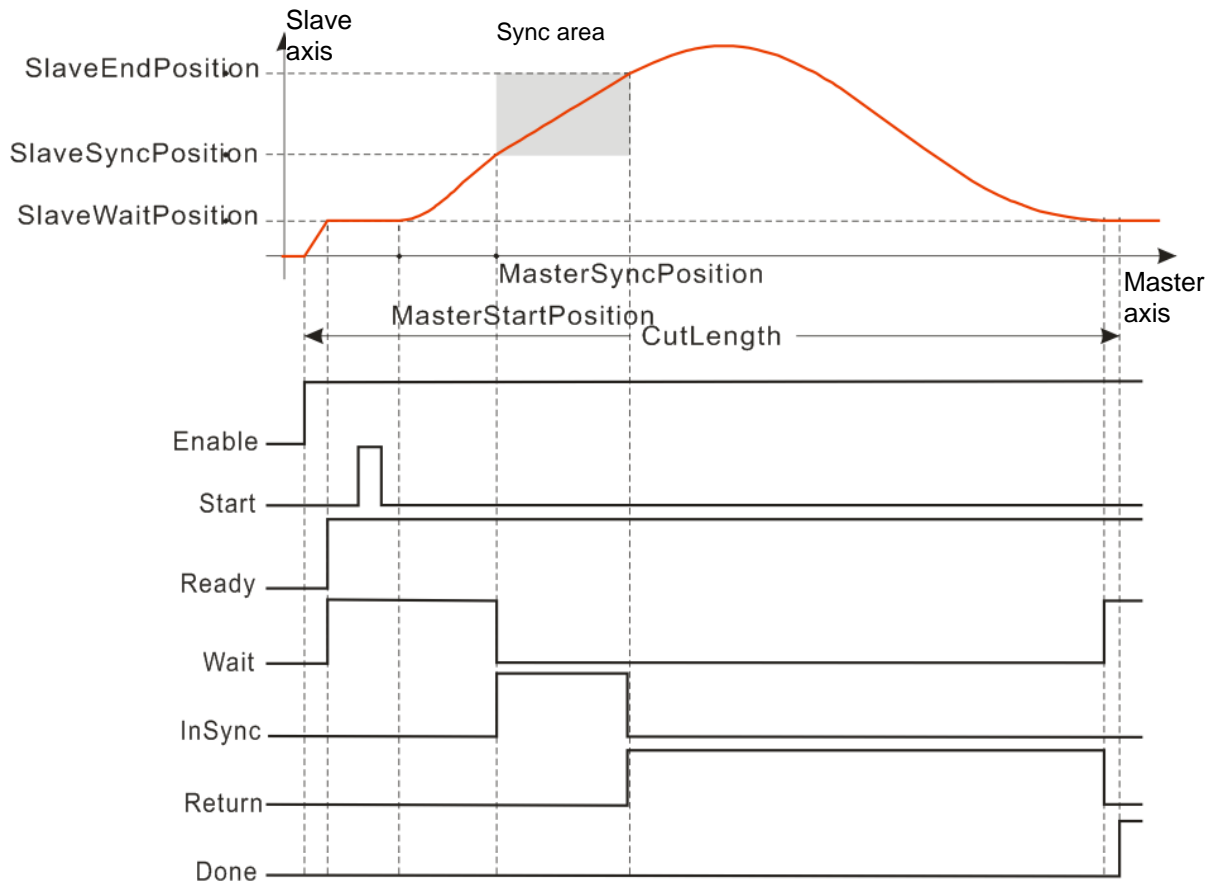 Slave
axis
Sync area
SlaveEndPosition
SlaveSyncPosition
SlaveWaitPosition
MasterSyncPosition
Master
axis
MasterStartPosition
CutLength
Enable
Start
Ready
Wait
InSync
Return
Done